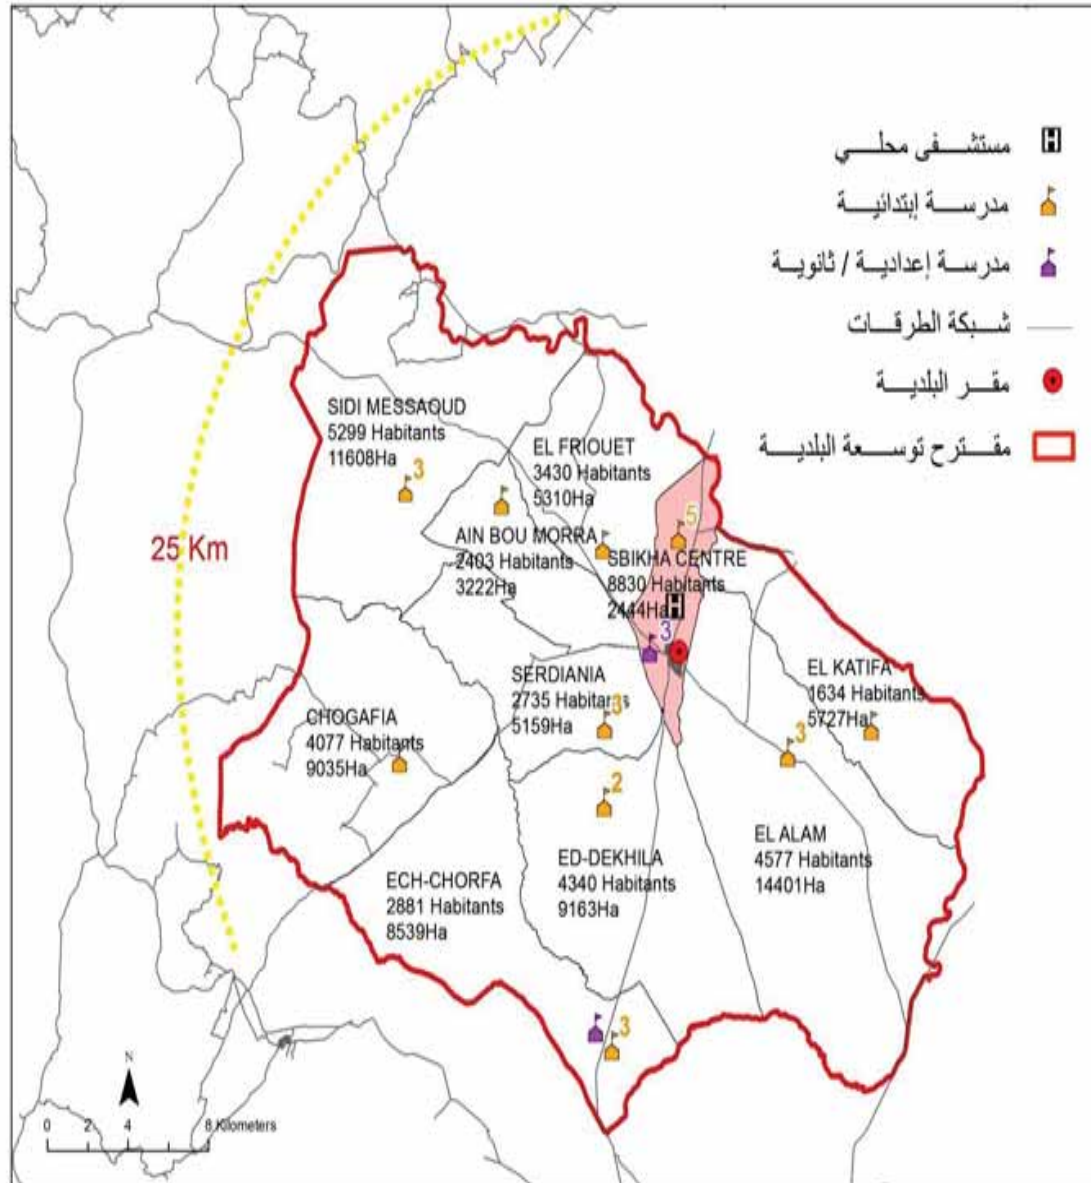 مستشفى محلي
مدرسة إبتدائية
مدرسة إعدادية / ثانوية
شبكة الطرقات
مقر البلدية
مقترح توسعة البلدية
H
25 Km
SIDI MESSAOUD
5299 Habitants
11608Ha
3
EL FRIOUET
3430 Habitants
5310Ha
AIN BOU MORRA
2403 Habitants
3222Ha
5
SBIKHA CENTRE
8830 Habitants
2444Ha
H
3
SERDIANIA
2735 Habitants
5159Ha
3
EL KATIFA
1634 Habitants
5727Ha
CHOGAFIA
4077 Habitants
9035Ha
3
2
EL ALAM
4577 Habitants
14401Ha
ED-DEKHILA
4340 Habitants
9163Ha
ECH-CHORFA
2881 Habitants
8539Ha
3
N
0 2 4 8 Kilometers